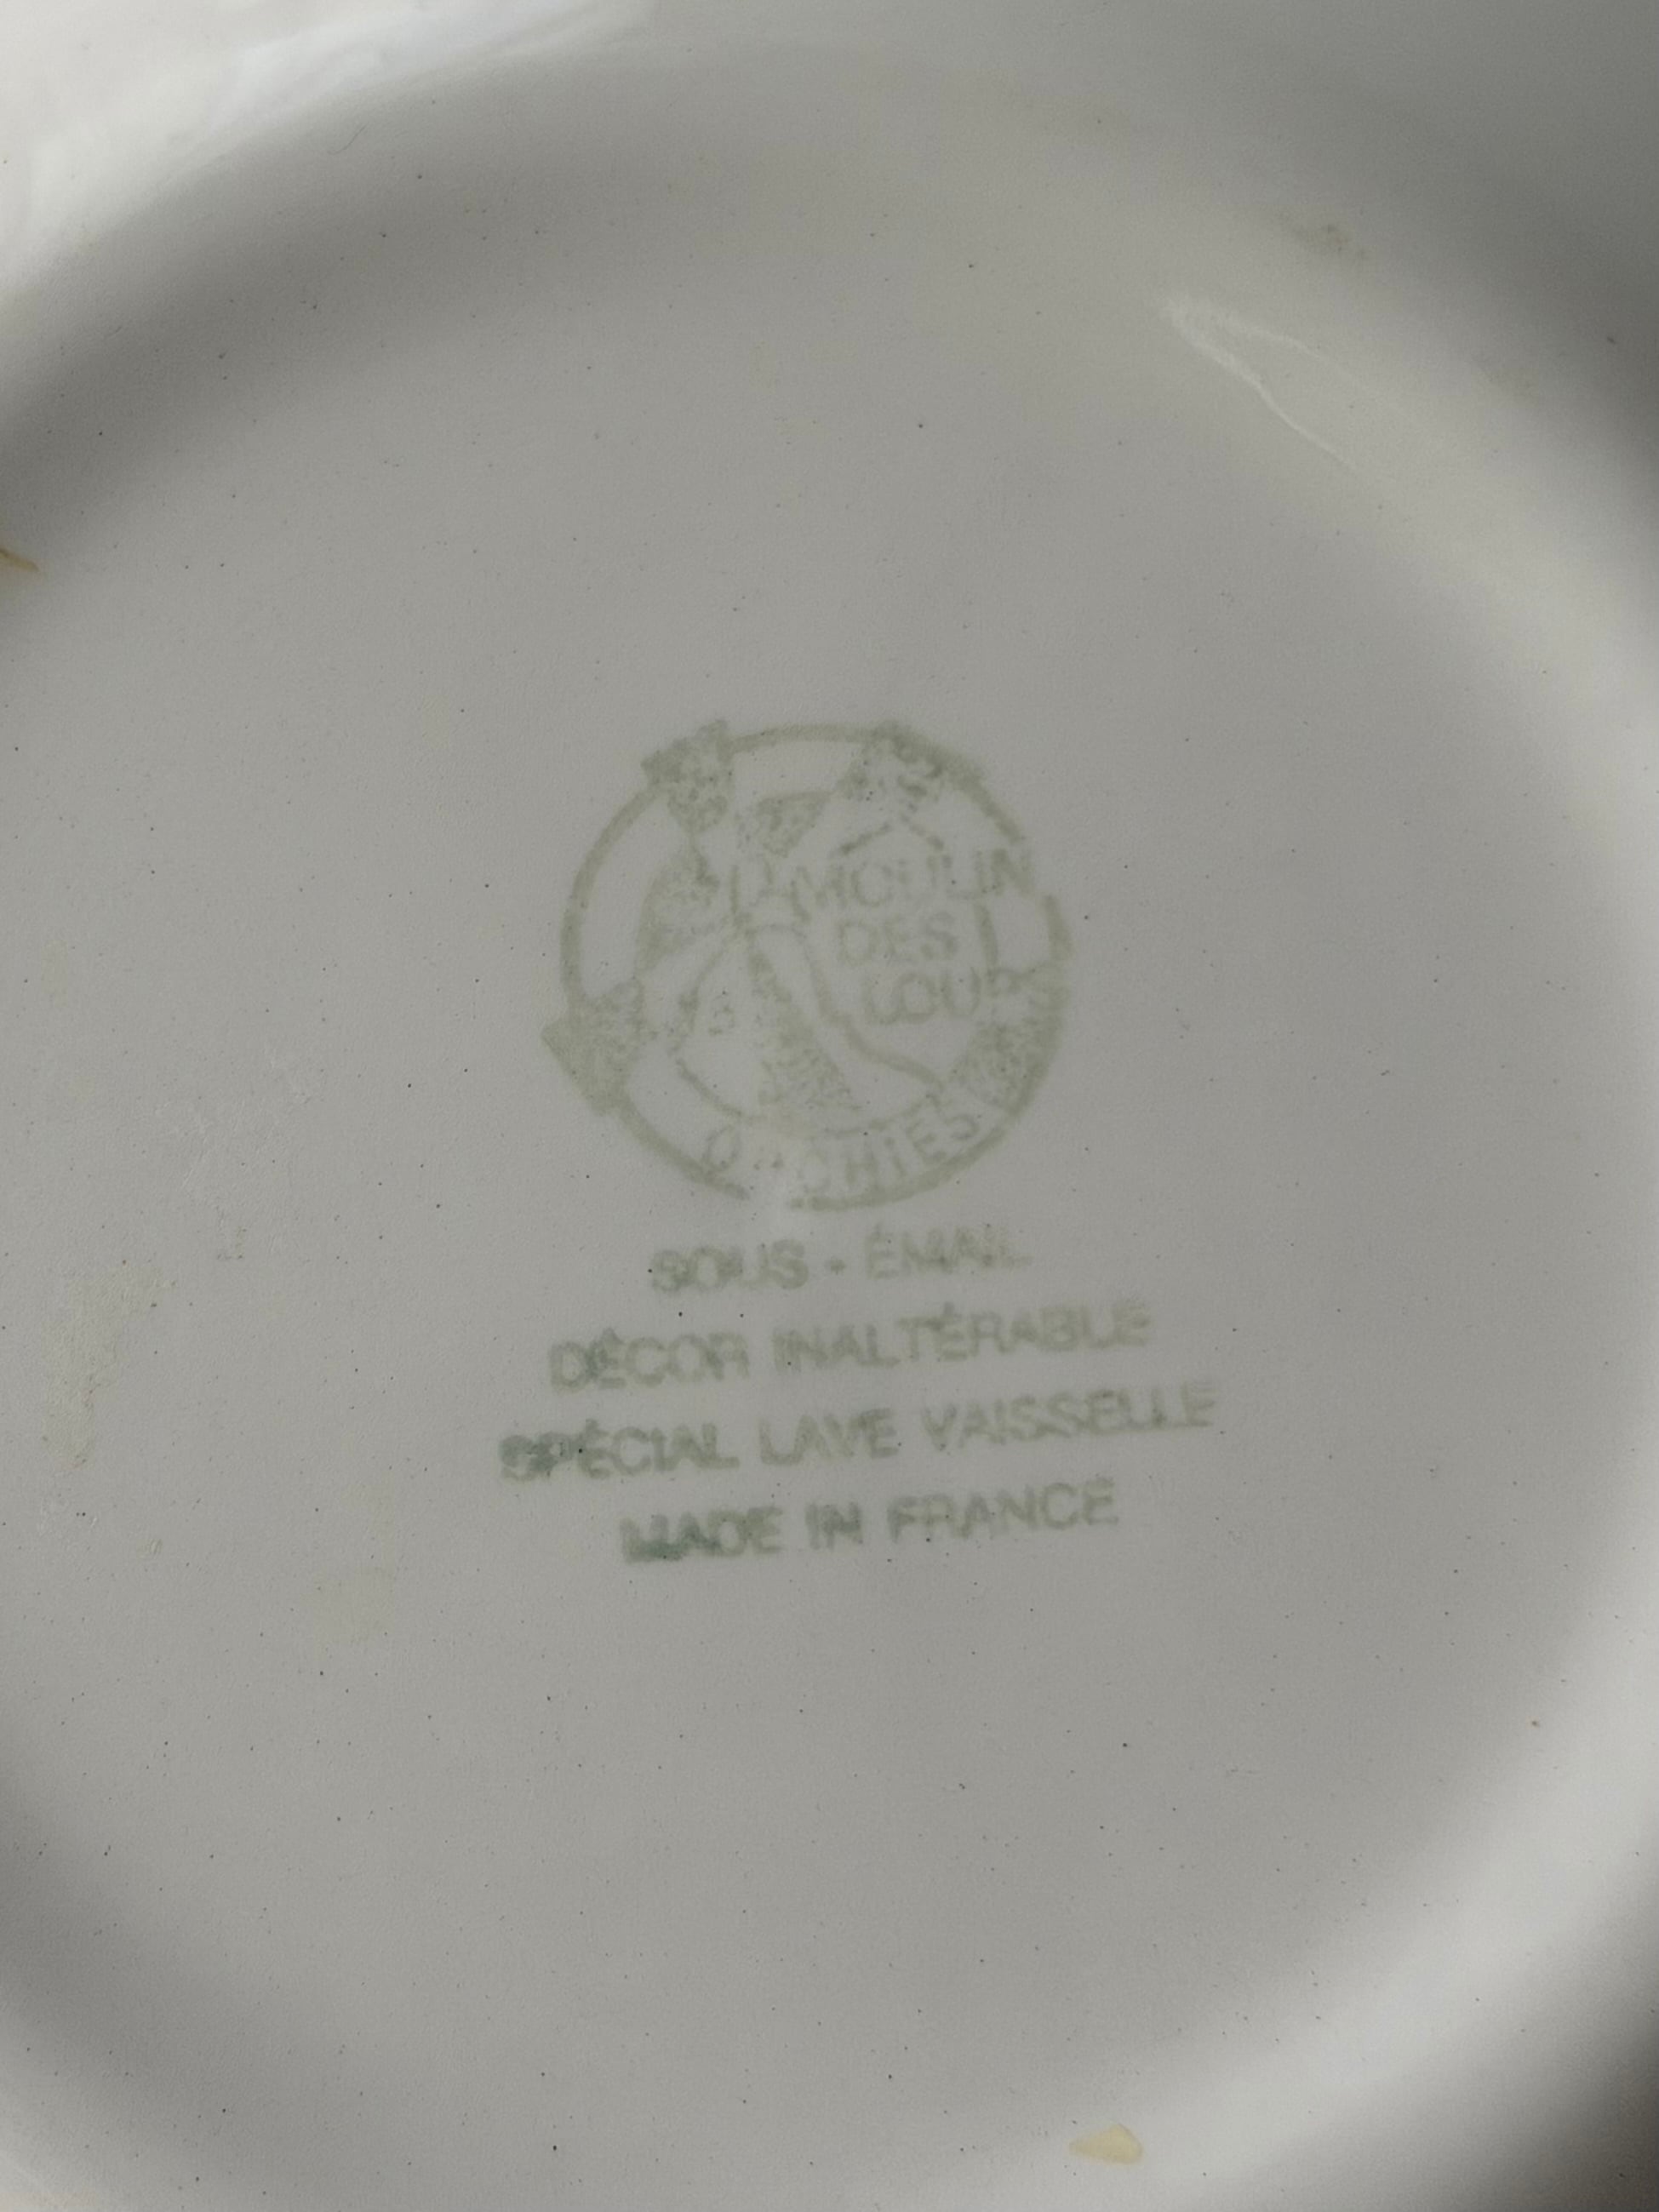 MOULIN
DES
LOUPS
ORCHIES
SOUS - ÉMAIL
DÉCOR INALTÉRABLE
SPÉCIAL LAVE VAISSELLE
MADE IN FRANCE